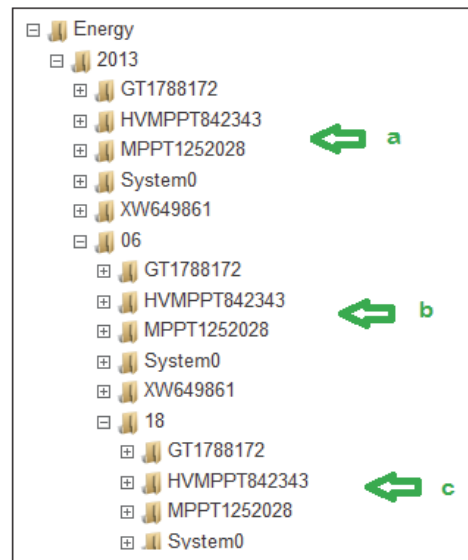 Energy
2013
GT1788172
HVMPPT842343
MPPT1252028
a
System0
XW649861
06
GT1788172
HVMPPT842343
b
MPPT1252028
System0
XW649861
18
GT1788172
HVMPPT842343
c
MPPT1252028
System0